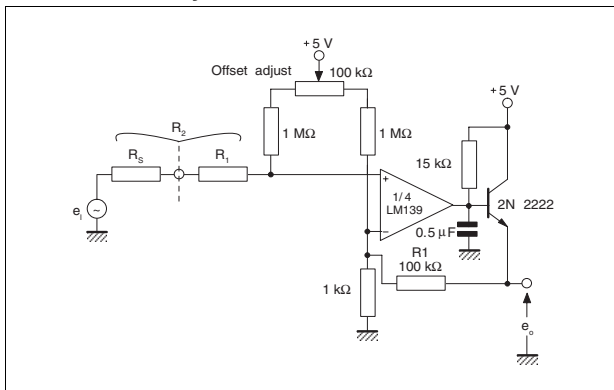 +5 V
Offset adjust
100 kΩ
+5 V
R2
1 MΩ
1 MΩ
RS
R1
15 kΩ
+
1/4
LM139
2N 2222
ei
~
0.5 μF
−
R1
100 kΩ
1 kΩ
eo